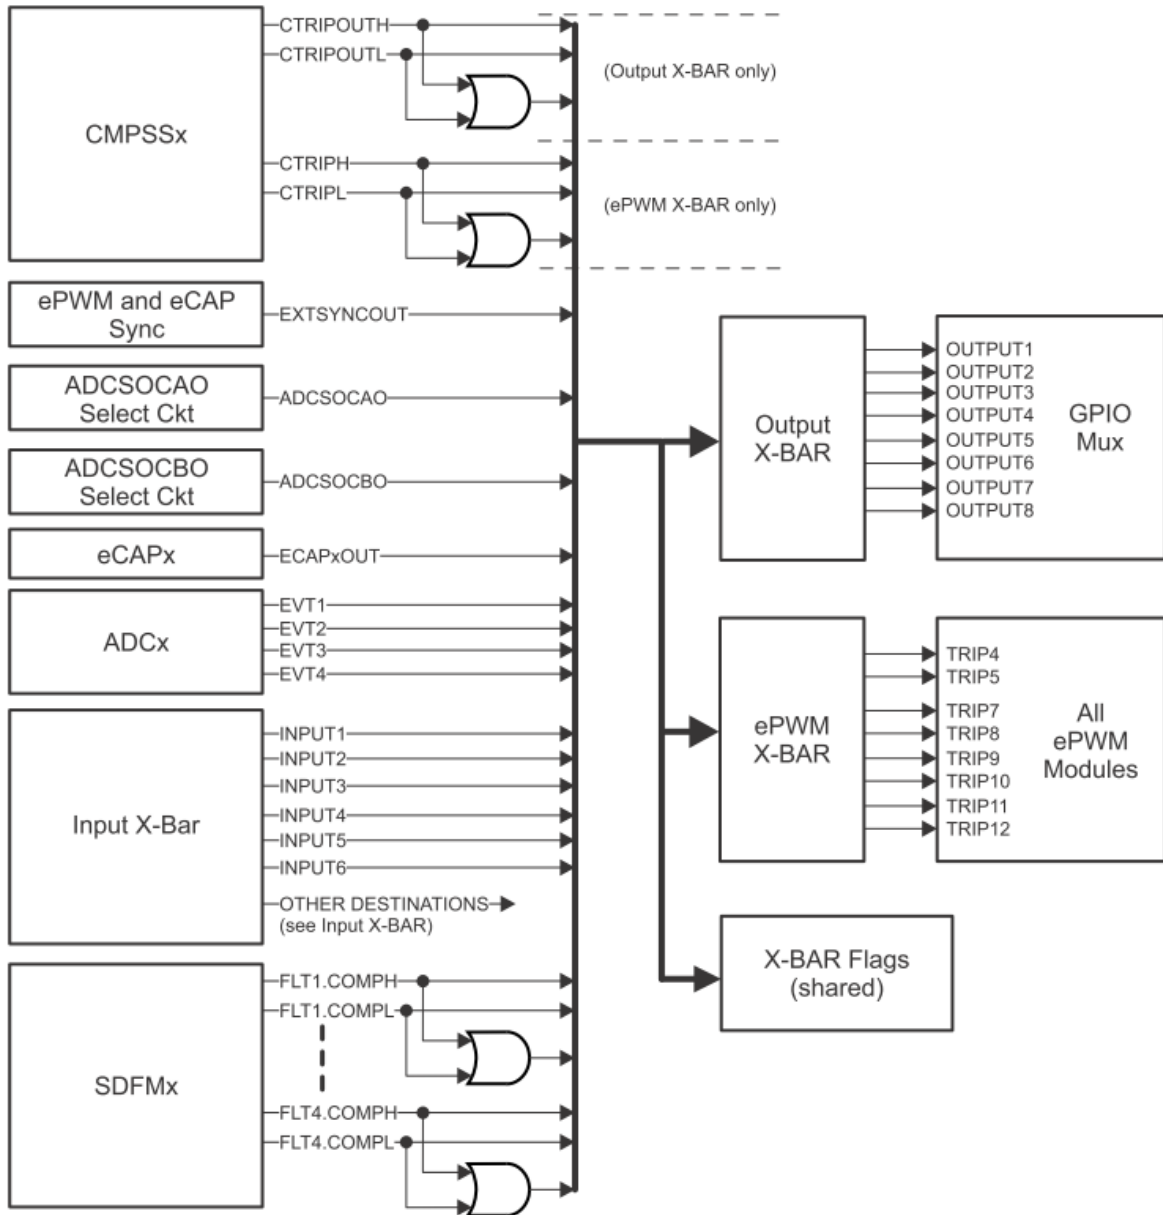 CMPSSx
CTRIPOUTH
CTRIPOUTL
(Output X-BAR only)
CTRIPH
CTRIPL
(ePWM X-BAR only)
ePWM and eCAP
Sync
EXTSYNCOUT
ADCSOCAO
Select Ckt
ADCSOCAO
ADCSOCBO
Select Ckt
ADCSOCBO
eCAPx
ECAPxOUT
ADCx
EVT1
EVT2
EVT3
EVT4
Input X-Bar
INPUT1
INPUT2
INPUT3
INPUT4
INPUT5
INPUT6
OTHER DESTINATIONS
(see Input X-BAR)
SDFMx
FLT1.COMPH
FLT1.COMPL
FLT4.COMPH
FLT4.COMPL
Output
X-BAR
OUTPUT1
OUTPUT2
OUTPUT3
OUTPUT4
OUTPUT5
OUTPUT6
OUTPUT7
OUTPUT8
GPIO
Mux
ePWM
X-BAR
TRIP4
TRIP5
TRIP7
TRIP8
TRIP9
TRIP10
TRIP11
TRIP12
All
ePWM
Modules
X-BAR Flags
(shared)